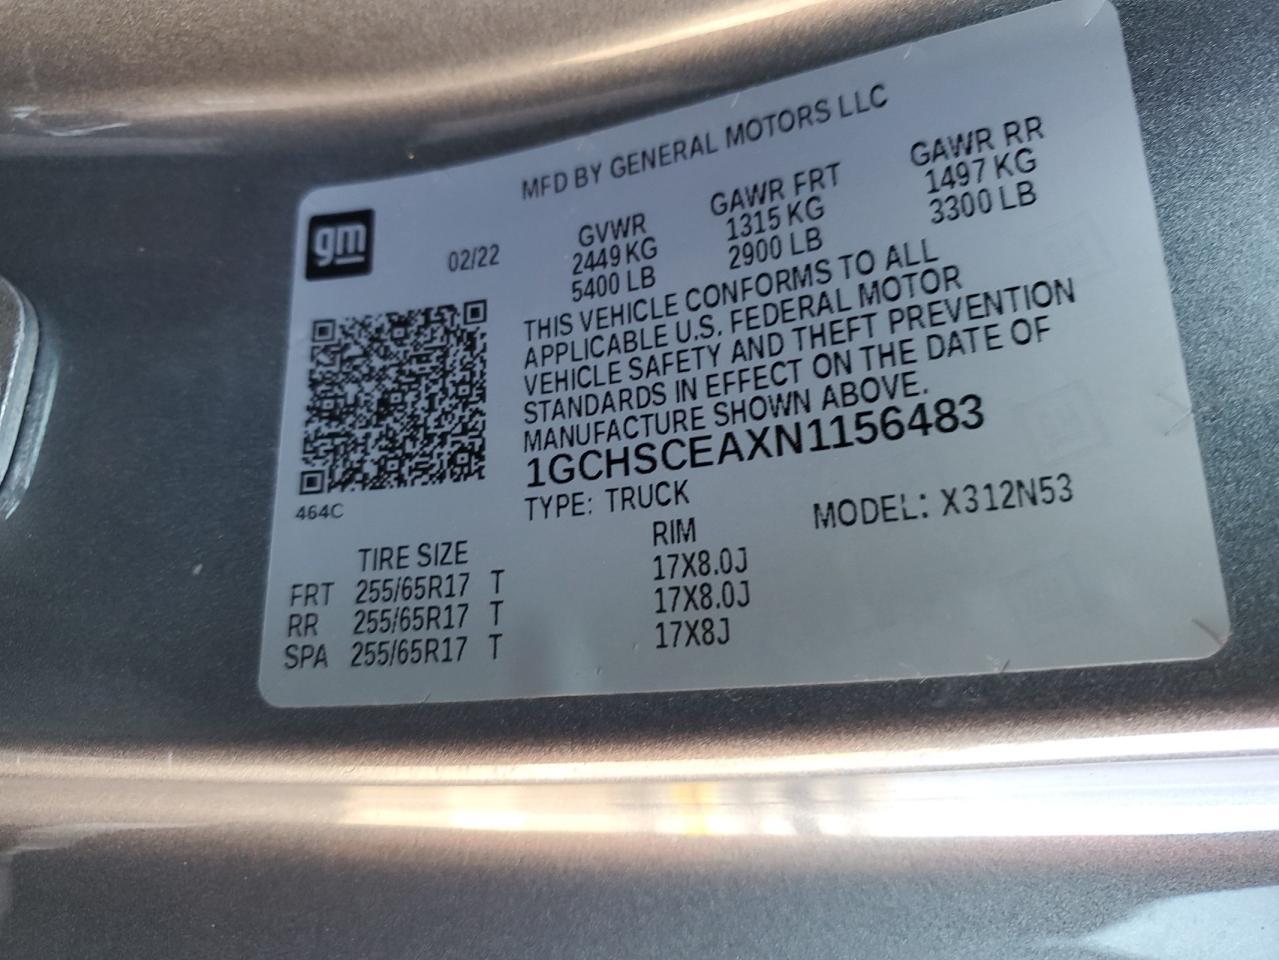 MFD BY GENERAL MOTORS LLC
gm
02/22
GVWR GAWR FRT GAWR RR
2449 KG 1315 KG 1497 KG
5400 LB 2900 LB 3300 LB
THIS VEHICLE CONFORMS TO ALL
APPLICABLE U.S. FEDERAL MOTOR
VEHICLE SAFETY AND THEFT PREVENTION
STANDARDS IN EFFECT ON THE DATE OF
MANUFACTURE SHOWN ABOVE.
1GCHSCEAXN1156483
464C
TYPE: TRUCK MODEL: X312N53
TIRE SIZE RIM
FRT 255/65R17 T 17X8.0J
RR 255/65R17 T 17X8.0J
SPA 255/65R17 T 17X8J